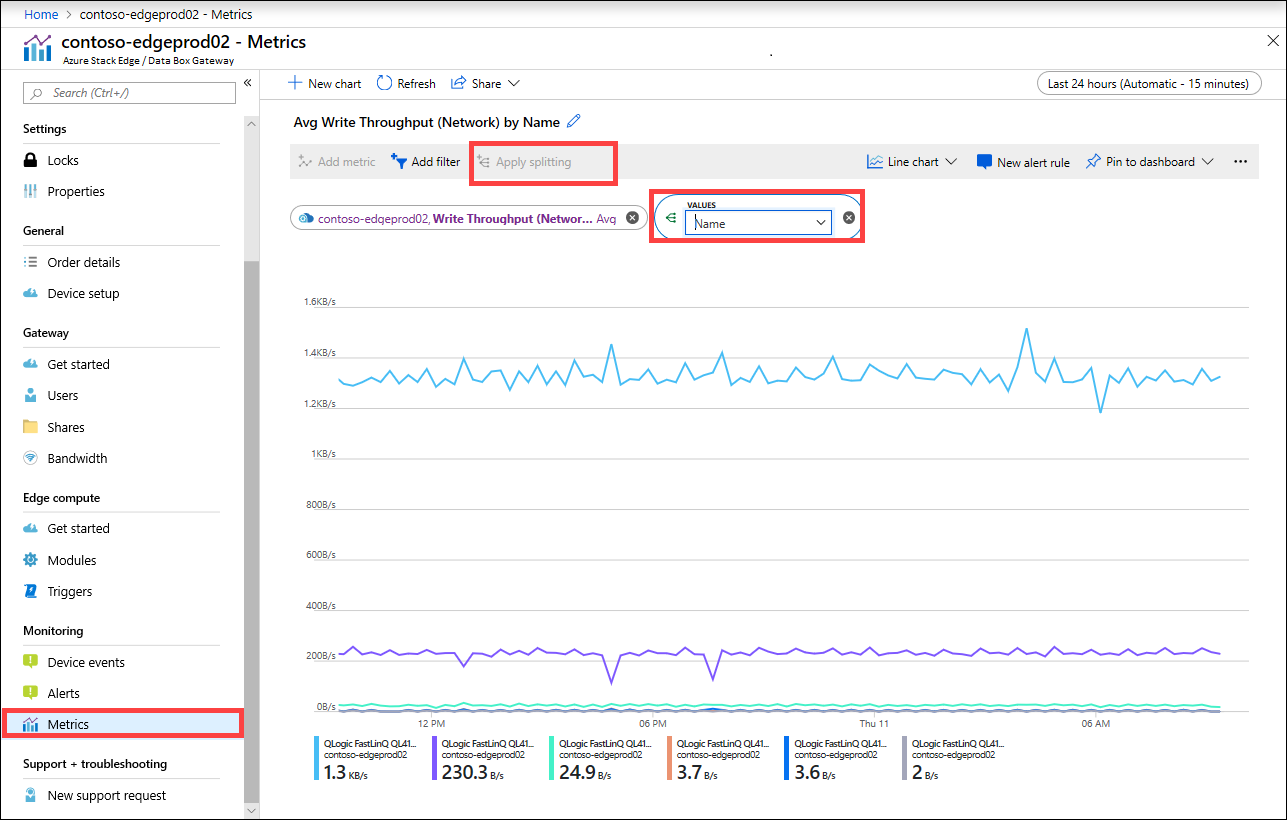 Home > contoso-edgeprod02 - Metrics
contoso-edgeprod02 - Metrics
Azure Stack Edge / Data Box Gateway
Search (Ctrl+/)
Settings
Locks
Properties
General
Order details
Device setup
Gateway
Get started
Users
Shares
Bandwidth
Edge compute
Get started
Modules
Triggers
Monitoring
Device events
Alerts
Metrics
Support + troubleshooting
New support request
New chart Refresh Share
Last 24 hours (Automatic - 15 minutes)
Avg Write Throughput (Network) by Name
Add metric Add filter Apply splitting Line chart New alert rule Pin to dashboard ...
contoso-edgeprod02, Write Throughput (Networ... Avg
VALUES
Name
1.6KB/s
1.4KB/s
1.2KB/s
1KB/s
800B/s
600B/s
400B/s
200B/s
0B/s
12 PM 06 PM Thu 11 06 AM
QLogic FastLinQ QL41...
contoso-edgeprod02
1.3 KB/s
QLogic FastLinQ QL41...
contoso-edgeprod02
230.3 B/s
QLogic FastLinQ QL41...
contoso-edgeprod02
24.9 B/s
QLogic FastLinQ QL41...
contoso-edgeprod02
3.7 B/s
QLogic FastLinQ QL41...
contoso-edgeprod02
3.6 B/s
QLogic FastLinQ QL41...
contoso-edgeprod02
2 B/s